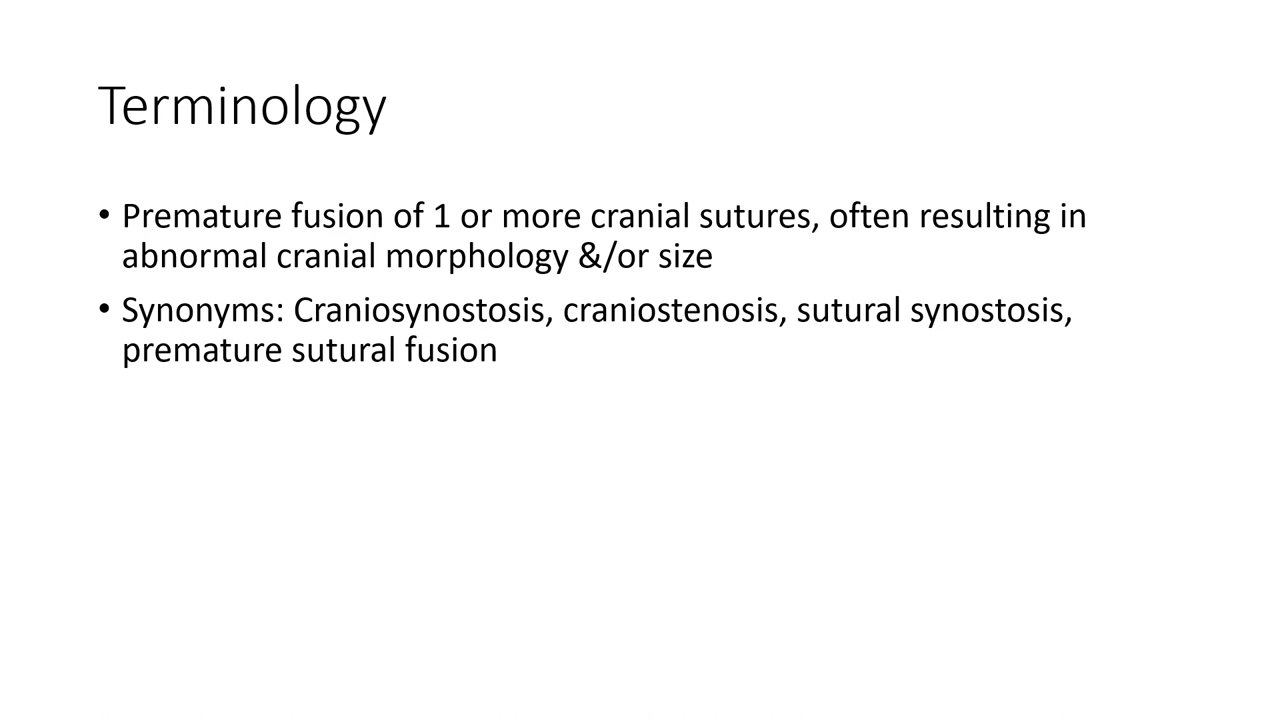 Terminology
• Premature fusion of 1 or more cranial sutures, often resulting in
abnormal cranial morphology &/or size
• Synonyms: Craniosynostosis, craniostenosis, sutural synostosis,
premature sutural fusion